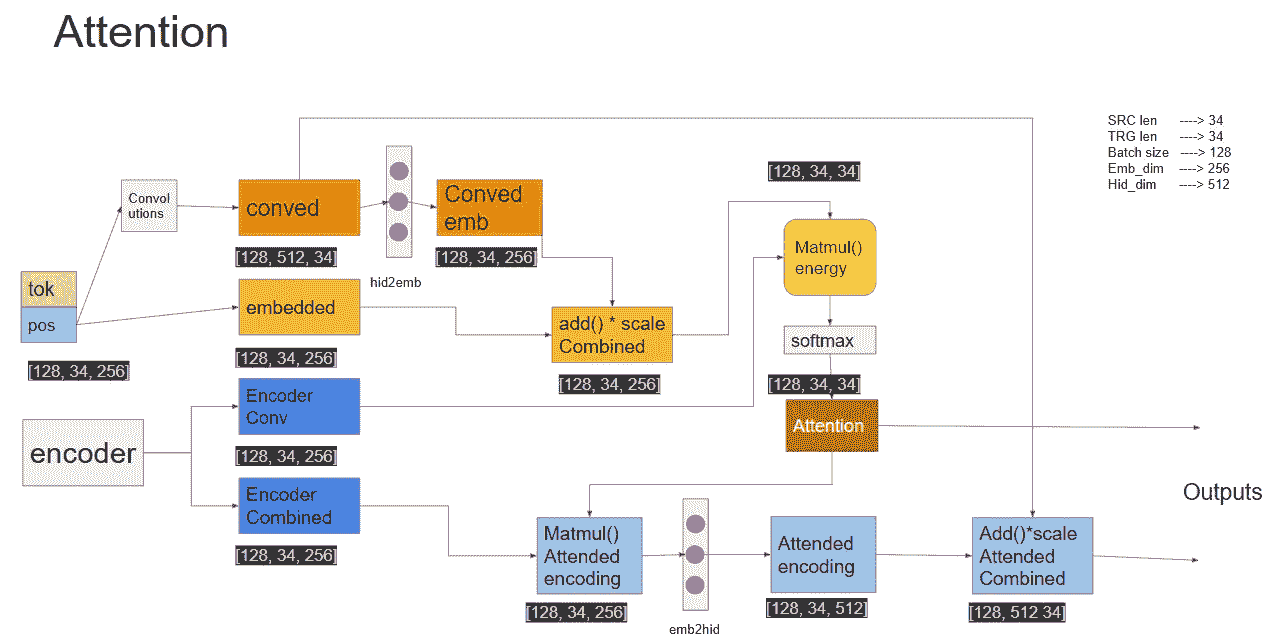 Attention
SRC len ----> 34
TRG len ----> 34
Batch size ----> 128
Emb_dim ----> 256
Hid_dim ----> 512
[128, 34, 34]
Convol
utions
conved
[128, 512, 34]
hid2emb
Conved
emb
[128, 34, 256]
Matmul()
energy
tok
pos
[128, 34, 256]
embedded
[128, 34, 256]
add() * scale
Combined
[128, 34, 256]
softmax
[128, 34, 34]
Attention
encoder
Encoder
Conv
[128, 34, 256]
Encoder
Combined
[128, 34, 256]
Matmul()
Attended
encoding
[128, 34, 256]
emb2hid
Attended
encoding
[128, 34, 512]
Add()*scale
Attended
Combined
[128, 512 34]
Outputs